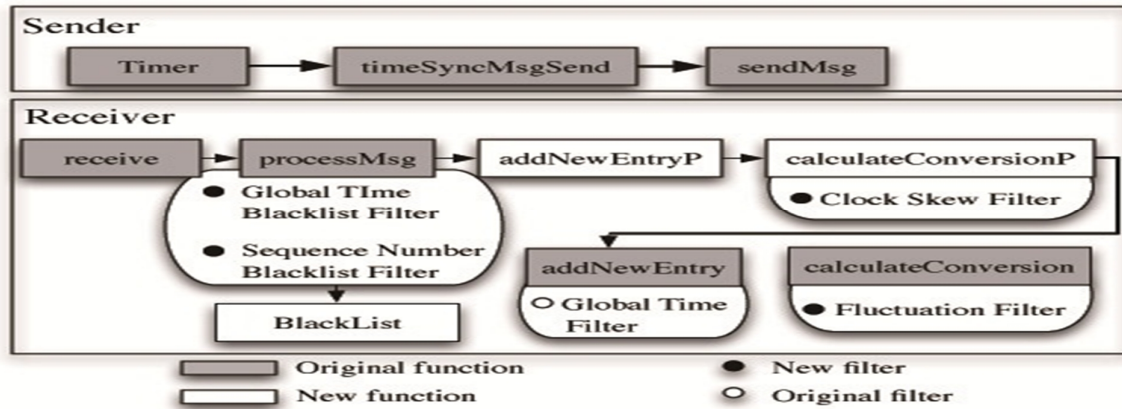 Sender
Timer
timeSyncMsgSend
sendMsg
Receiver
receive
processMsg
addNewEntryP
calculateConversionP
Global TIme
Blacklist Filter
Sequence Number
Blacklist Filter
Clock Skew Filter
BlackList
addNewEntry
Global Time
Filter
calculateConversion
Fluctuation Filter
Original function
New filter
New function
Original filter